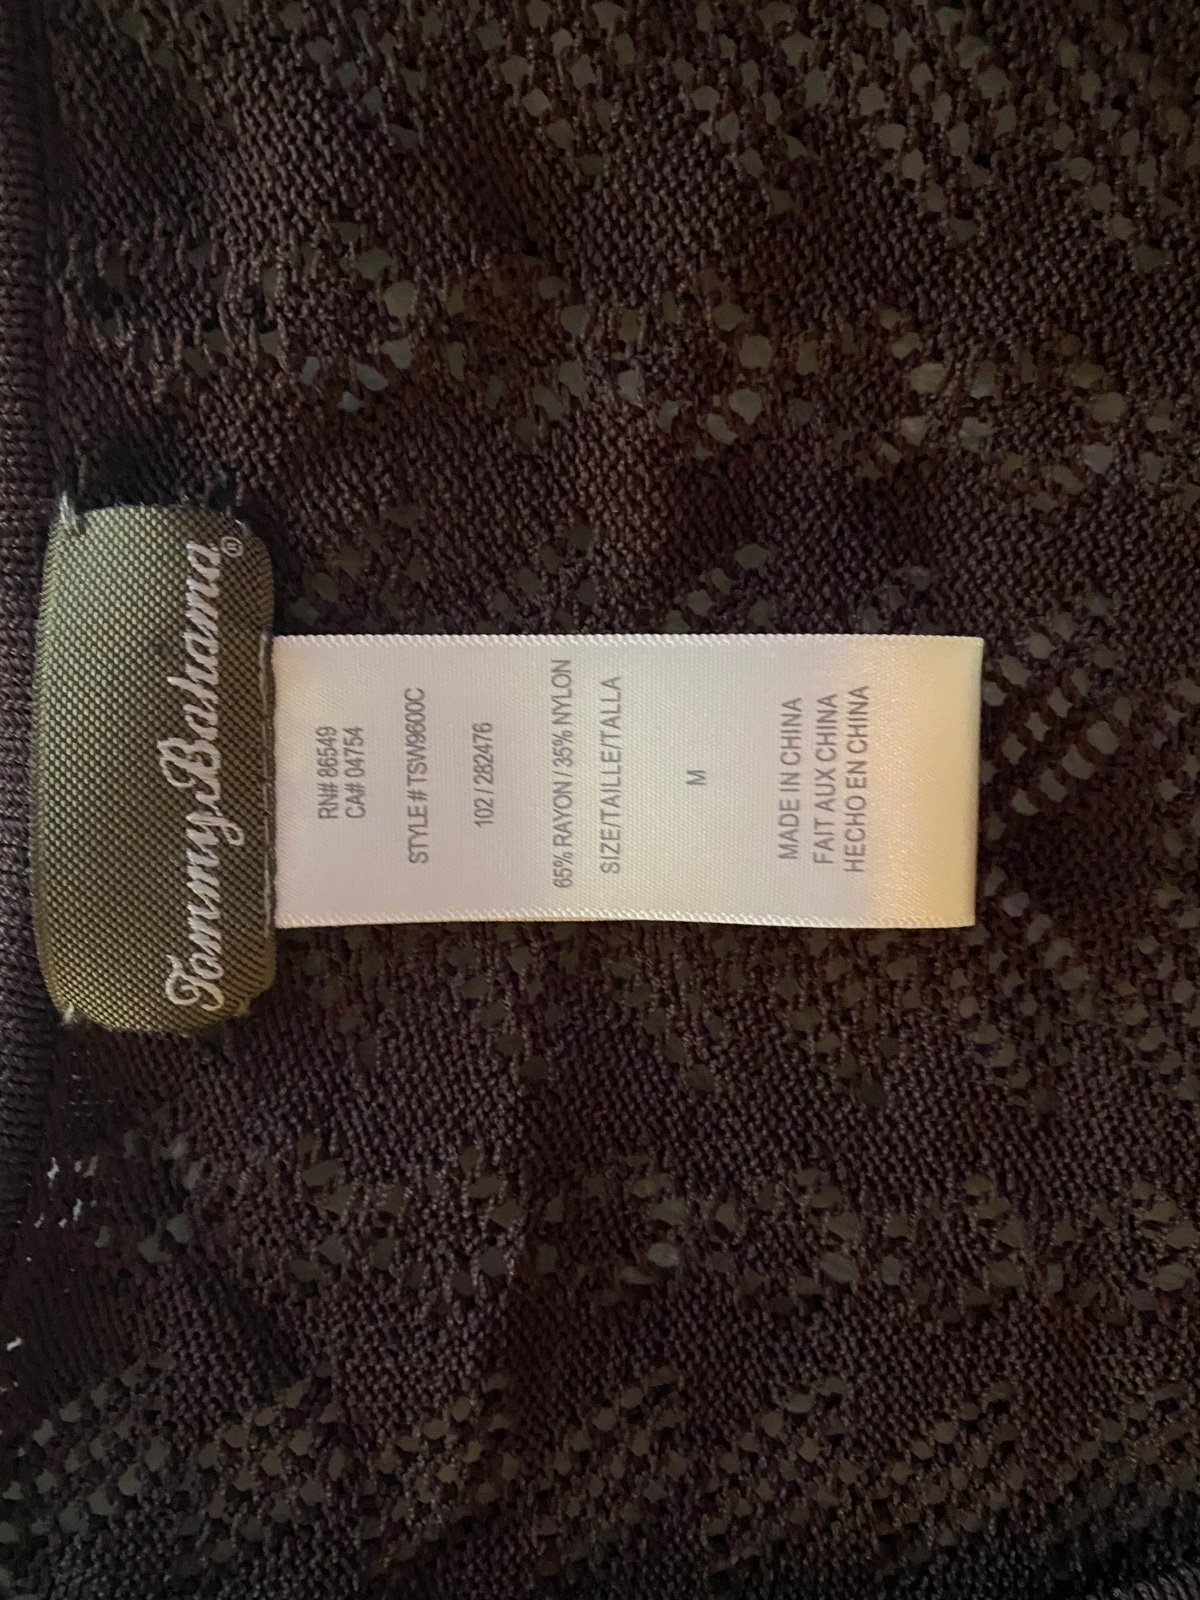 Tommy Bahama®
RN# 86549
CA# 04754
STYLE # TSW9600C
102 / 282476
65% RAYON / 35% NYLON
SIZE/TAILLE/TALLA
M
MADE IN CHINA
FAIT AUX CHINA
HECHO EN CHINA